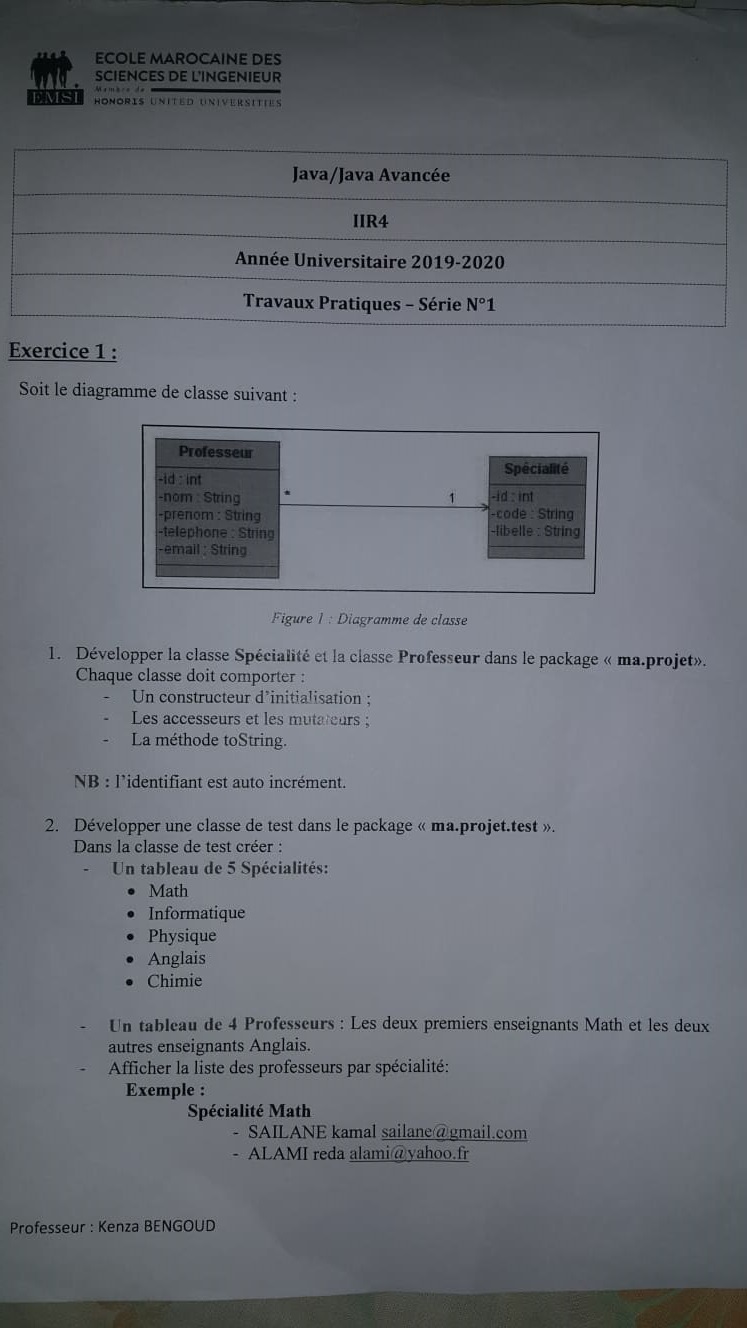 ECOLE MAROCAINE DES
SCIENCES DE L'INGENIEUR
Membre de
EMSI HONORIS UNITED UNIVERSITIES
Java/Java Avancée
IIR4
Année Universitaire 2019-2020
Travaux Pratiques – Série N°1
Exercice 1 :
Soit le diagramme de classe suivant :
Professeur
-id : int
-nom : String
-prenom : String
-telephone : String
-email : String
* 1
Spécialité
-id : int
-code : String
-libelle : String
Figure 1 : Diagramme de classe
1. Développer la classe Spécialité et la classe Professeur dans le package « ma.projet».
Chaque classe doit comporter :
- Un constructeur d'initialisation ;
- Les accesseurs et les mutateurs ;
- La méthode toString.
NB : l'identifiant est auto incrément.
2. Développer une classe de test dans le package « ma.projet.test ».
Dans la classe de test créer :
- Un tableau de 5 Spécialités:
• Math
• Informatique
• Physique
• Anglais
• Chimie
- Un tableau de 4 Professeurs : Les deux premiers enseignants Math et les deux
autres enseignants Anglais.
- Afficher la liste des professeurs par spécialité:
Exemple :
Spécialité Math
- SAILANE kamal sailane@gmail.com
- ALAMI reda alami@yahoo.fr
Professeur : Kenza BENGOUD